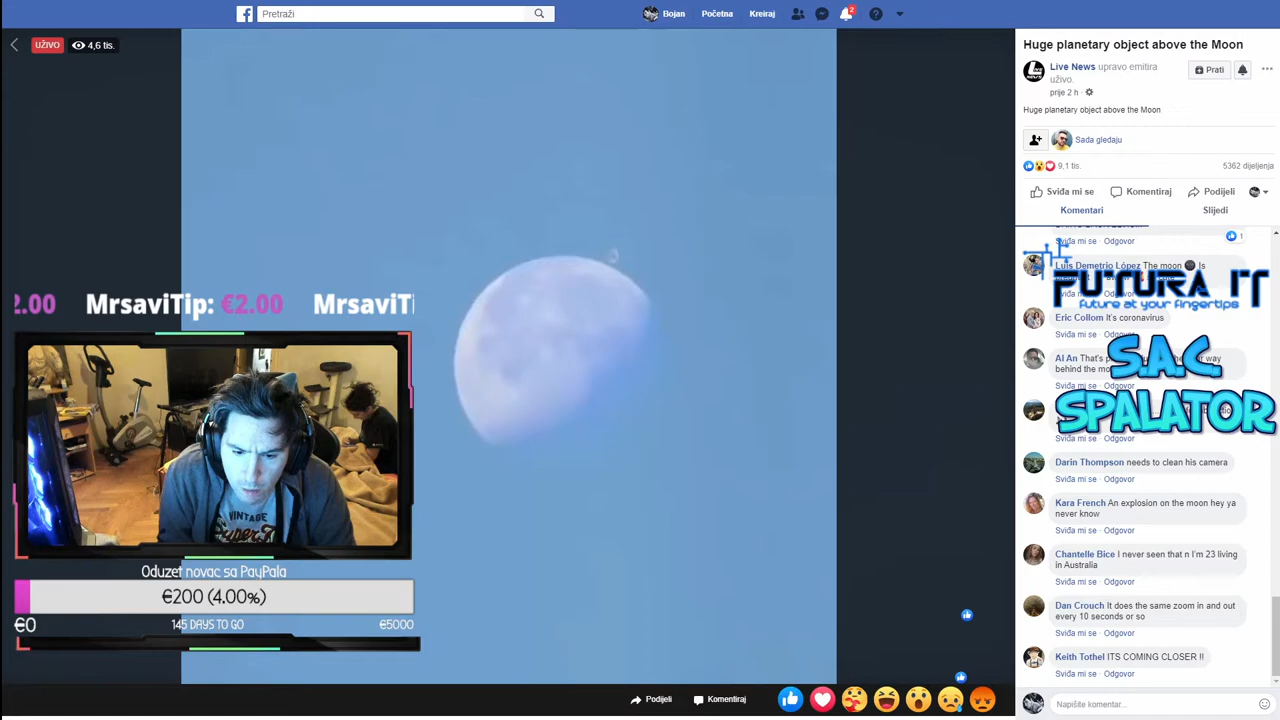 Pretraži
Bojan
Početna
Kreiraj
2
UŽIVO
4,6 tis.
Huge planetary object above the Moon
Live News upravo emitira
uživo.
prije 2 h
Prati
Huge planetary object above the Moon
Sada gledaju
9,1 tis.
5362 dijeljenja
Sviđa mi se
Komentiraj
Podijeli
Komentari
Slijedi
Sviđa mi se · Odgovor
1
Luis Demetrio López The moon Is
FUTURA IT
future at your fingertips
Eric Collom It's coronavirus
Sviđa mi se · Odgovor
Al An That's
way
behind the
Sviđa mi se · Odgovor
S.A.C.
SPALATOR
Sviđa mi se · Odgovor
Darin Thompson needs to clean his camera
Sviđa mi se · Odgovor
Kara French An explosion on the moon hey ya
never know
Sviđa mi se · Odgovor
Chantelle Bice I never seen that n I'm 23 living
in Australia
Sviđa mi se · Odgovor
Dan Crouch It does the same zoom in and out
every 10 seconds or so
Sviđa mi se · Odgovor
Keith Tothel ITS COMING CLOSER !!
Sviđa mi se · Odgovor
Napišite komentar...
2.00 MrsaviTip: €2.00 MrsaviTi
VINTAGE
Oduzet novac sa PayPala
€200 (4.00%)
€0
145 DAYS TO GO
€5000
Podijeli
Komentiraj